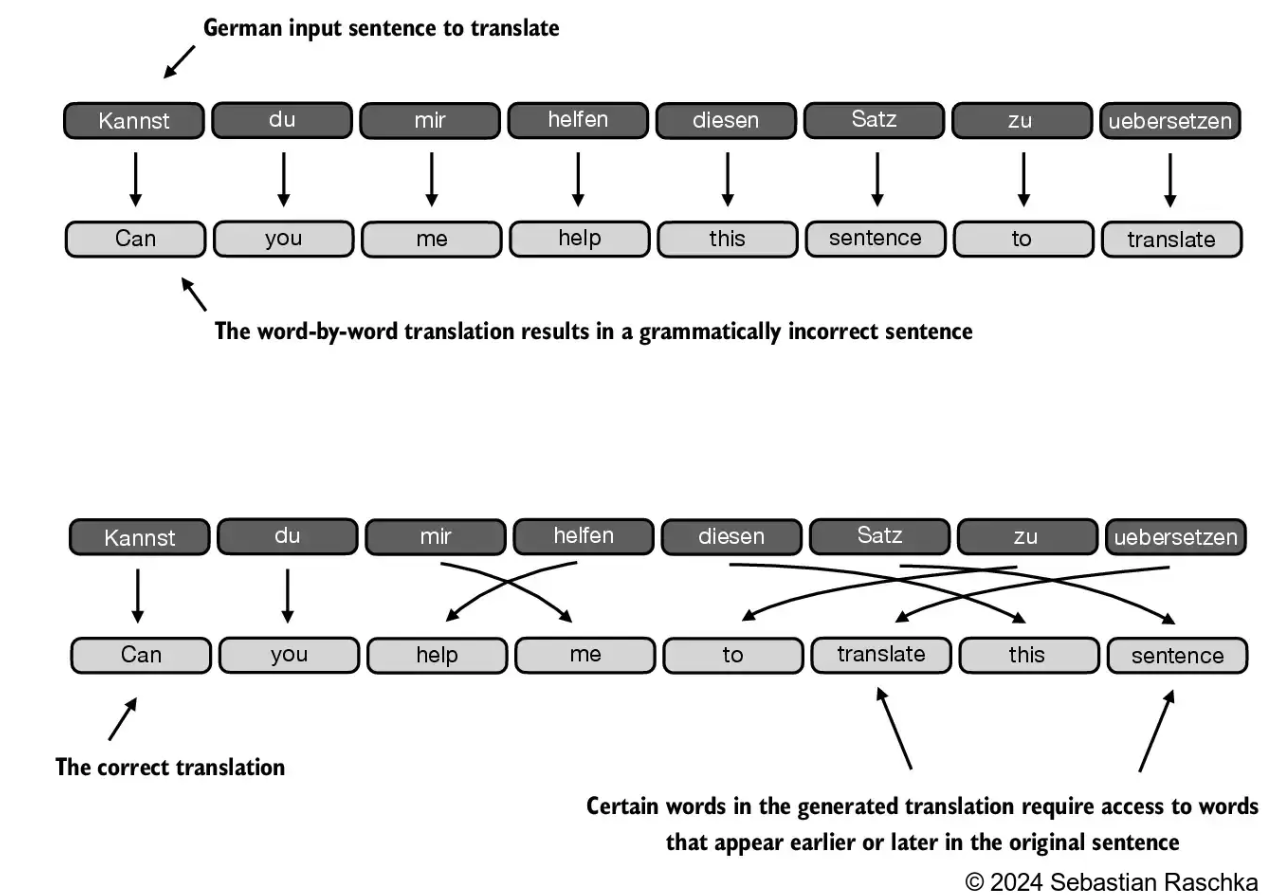 German input sentence to translate
Kannst du mir helfen diesen Satz zu uebersetzen
Can you me help this sentence to translate
The word-by-word translation results in a grammatically incorrect sentence
Kannst du mir helfen diesen Satz zu uebersetzen
Can you help me to translate this sentence
The correct translation
Certain words in the generated translation require access to words
that appear earlier or later in the original sentence
© 2024 Sebastian Raschka